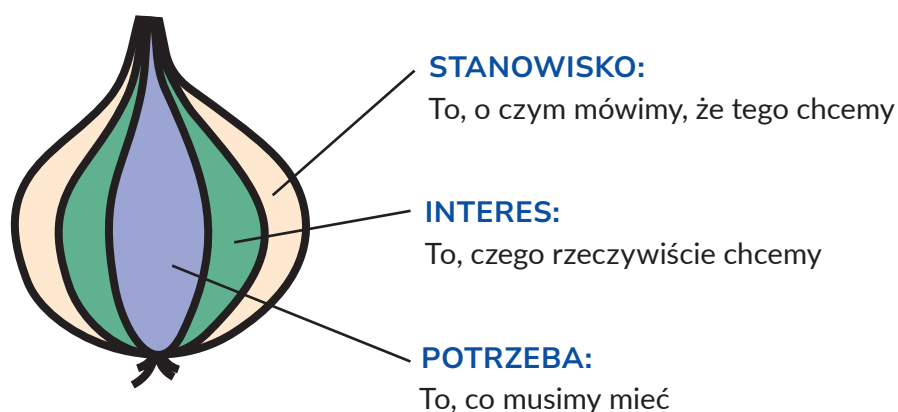 STANOWISKO:
To, o czym mówimy, że tego chcemy
INTERES:
To, czego rzeczywiście chcemy
POTRZEBA:
To, co musimy mieć